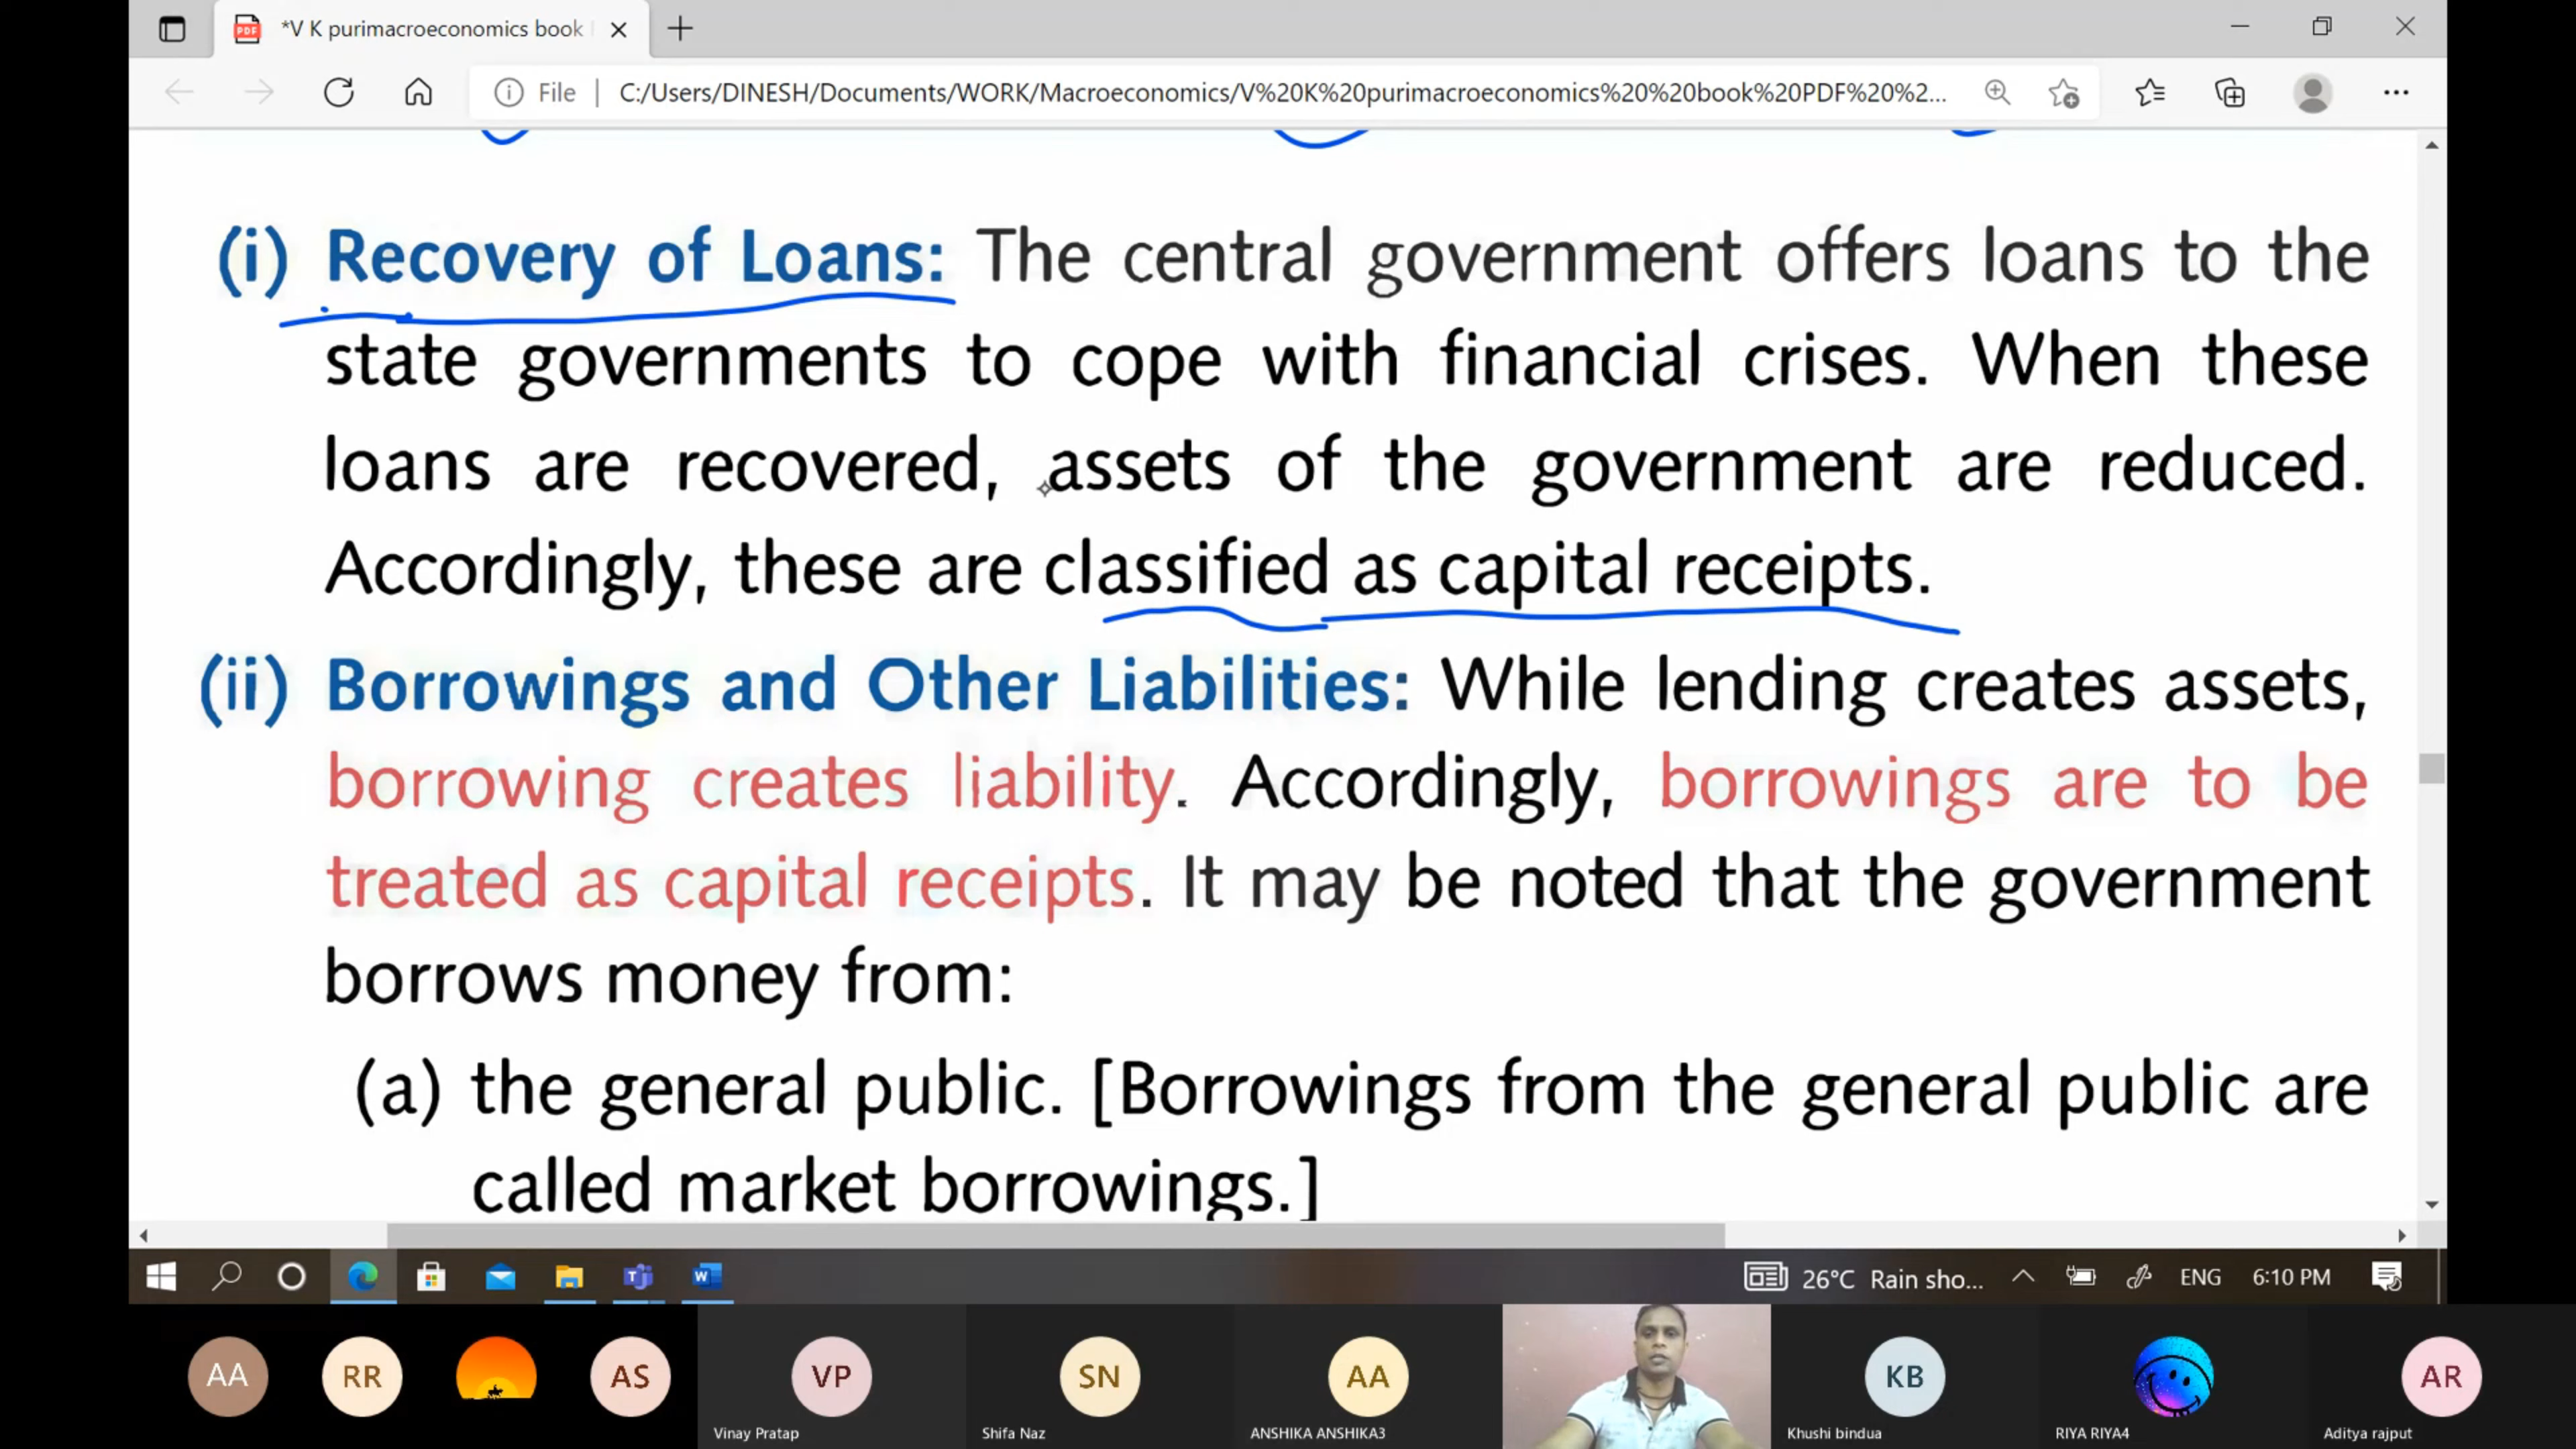 *V K purimacroeconomics book
File
C:/Users/DINESH/Documents/WORK/Macroeconomics/V%20K%20purimacroeconomics%20%20book%20PDF%20%2...
(i) Recovery of Loans: The central government offers loans to the
state governments to cope with financial crises. When these
loans are recovered, assets of the government are reduced.
Accordingly, these are classified as capital receipts.
(ii) Borrowings and Other Liabilities: While lending creates assets,
borrowing creates liability. Accordingly, borrowings are to be
treated as capital receipts. It may be noted that the government
borrows money from:
(a) the general public. [Borrowings from the general public are
called market borrowings.]
26°C Rain sho... ENG 6:10 PM
AA RR AS VP SN AA KB AR
Vinay Pratap Shifa Naz ANSHIKA ANSHIKA3 Khushi bindua RIYA RIYA4 Aditya rajput